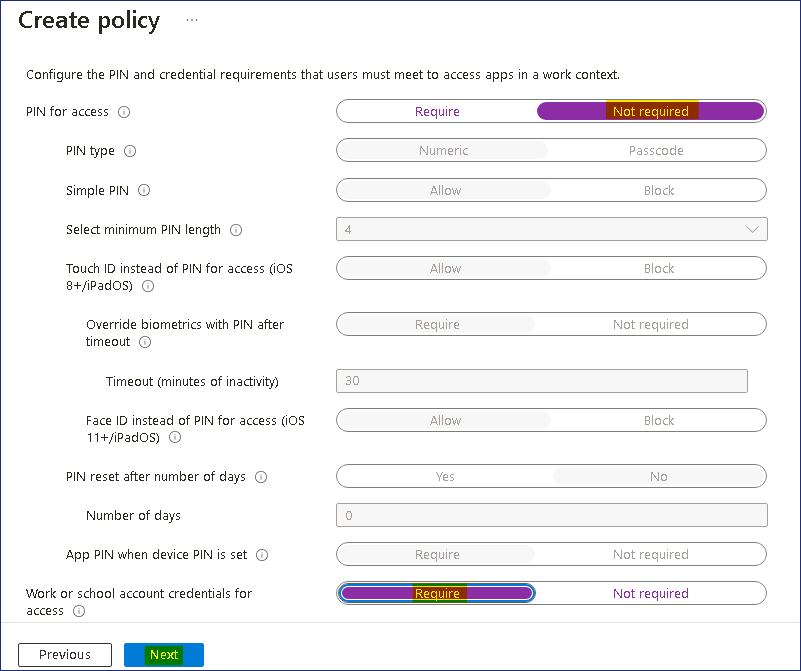 Create policy ...
Configure the PIN and credential requirements that users must meet to access apps in a work context.
PIN for access Require Not required
PIN type Numeric Passcode
Simple PIN Allow Block
Select minimum PIN length 4
Touch ID instead of PIN for access (iOS
8+/iPadOS) Allow Block
Override biometrics with PIN after
timeout Require Not required
Timeout (minutes of inactivity) 30
Face ID instead of PIN for access (iOS
11+/iPadOS) Allow Block
PIN reset after number of days Yes No
Number of days 0
App PIN when device PIN is set Require Not required
Work or school account credentials for
access Require Not required
Previous Next